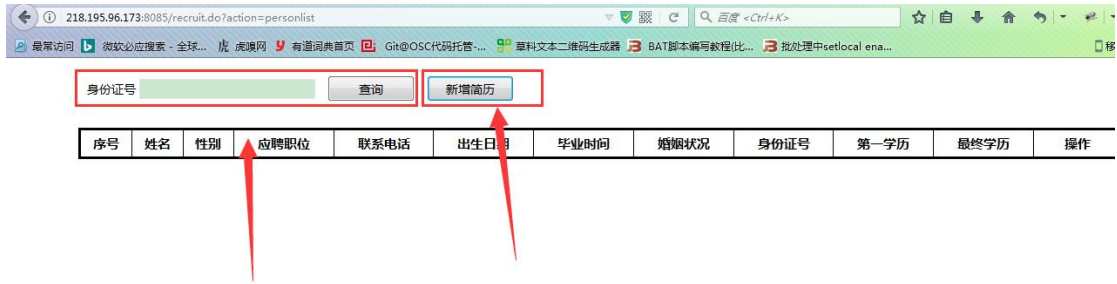 218.195.96.173:8085/recruit.do?action=personlist
百度 <Ctrl+K>
最常访问 微软必应搜索 - 全球... 虎嗅网 有道词典首页 Git@OSC代码托管-... 草料文本二维码生成器 BAT脚本编写教程(比... 批处理中setlocal ena...
身份证号 查询 新增简历
序号 姓名 性别 应聘职位 联系电话 出生日期 毕业时间 婚姻状况 身份证号 第一学历 最终学历 操作